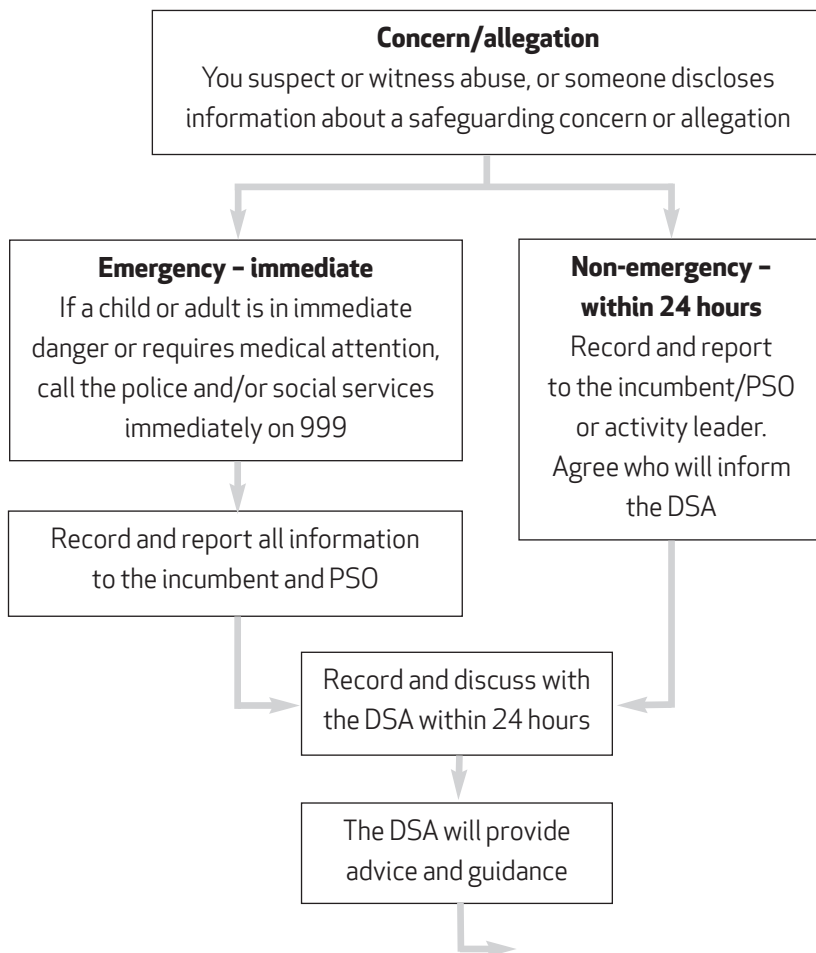 Concern/allegation
You suspect or witness abuse, or someone discloses
information about a safeguarding concern or allegation
Emergency – immediate
If a child or adult is in immediate
danger or requires medical attention,
call the police and/or social services
immediately on 999
Non-emergency –
within 24 hours
Record and report
to the incumbent/PSO
or activity leader.
Agree who will inform
the DSA
Record and report all information
to the incumbent and PSO
Record and discuss with
the DSA within 24 hours
The DSA will provide
advice and guidance